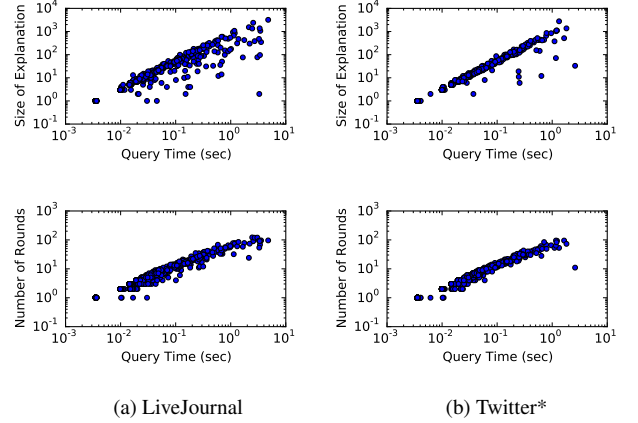 10^4
10^3
10^2
10^1
10^0
10^-1
Size of Explanation
10^-3 10^-2 10^-1 10^0 10^1
Query Time (sec)
10^4
10^3
10^2
10^1
10^0
10^-1
Size of Explanation
10^-3 10^-2 10^-1 10^0 10^1
Query Time (sec)
10^3
10^2
10^1
10^0
10^-1
Number of Rounds
10^-3 10^-2 10^-1 10^0 10^1
Query Time (sec)
10^3
10^2
10^1
10^0
10^-1
Number of Rounds
10^-3 10^-2 10^-1 10^0 10^1
Query Time (sec)
(a) LiveJournal
(b) Twitter*